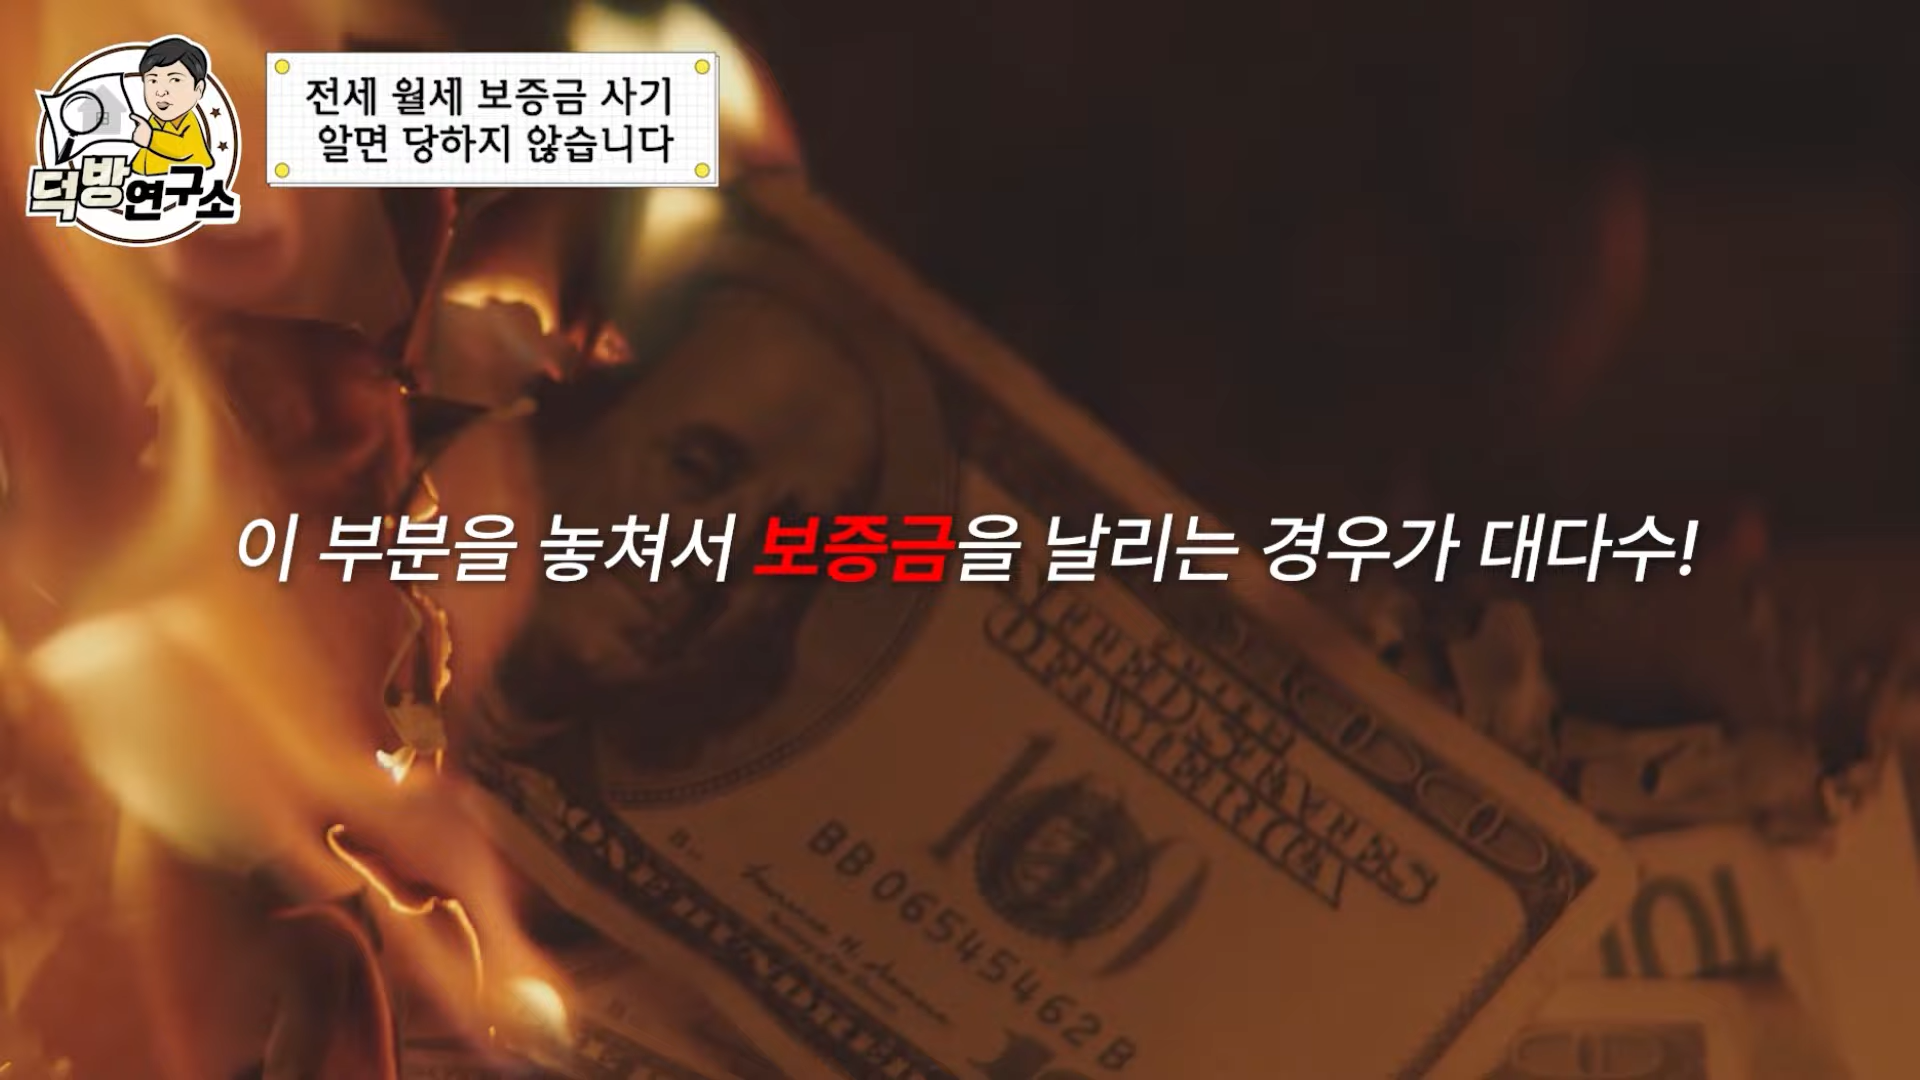 전세 월세 보증금 사기
알면 당하지 않습니다
덕방연구소
이 부분을 놓쳐서 보증금을 날리는 경우가 대다수!
BB06545462B